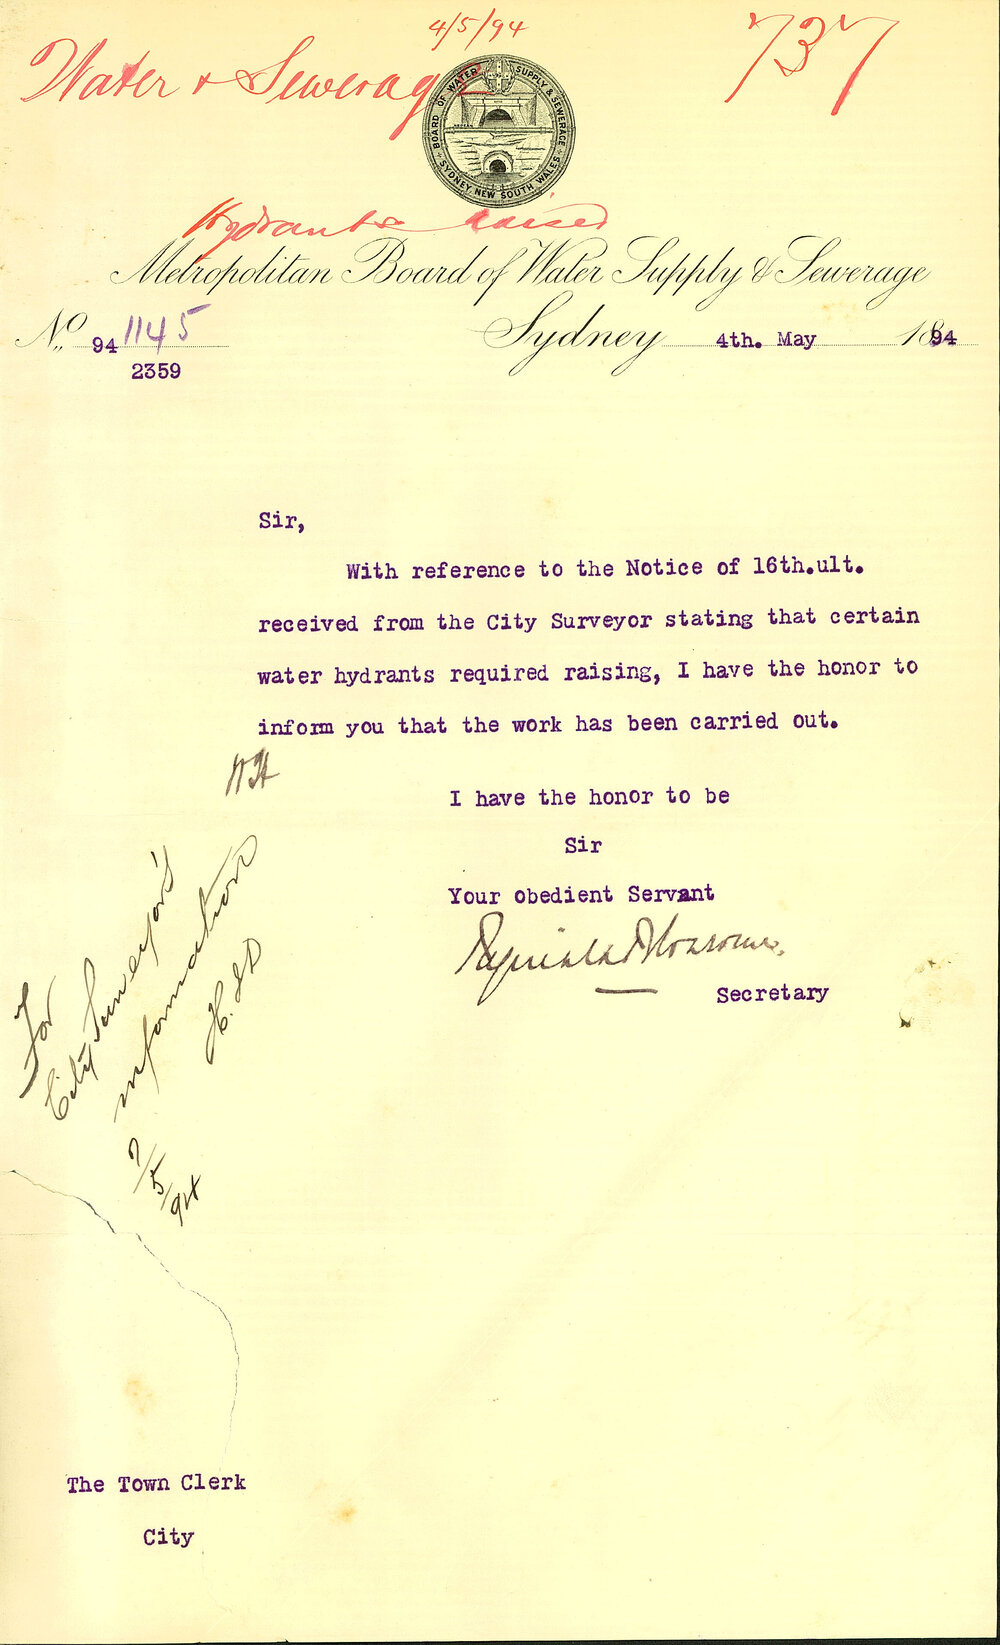 4/5/94
737
Water & Sewerage
BOARD OF WATER SUPPLY & SEWERAGE
SYDNEY NEW SOUTH WALES
Hydrants raised
Metropolitan Board of Water Supply & Sewerage
No. 94 1145
2359
Sydney 4th. May 1894
Sir,
With reference to the Notice of 16th.ult.
received from the City Surveyor stating that certain
water hydrants required raising, I have the honor to
inform you that the work has been carried out.
I have the honor to be
Sir
Your obedient Servant
Secretary
For
City Surveyor's
information
7/5/94
The Town Clerk
City